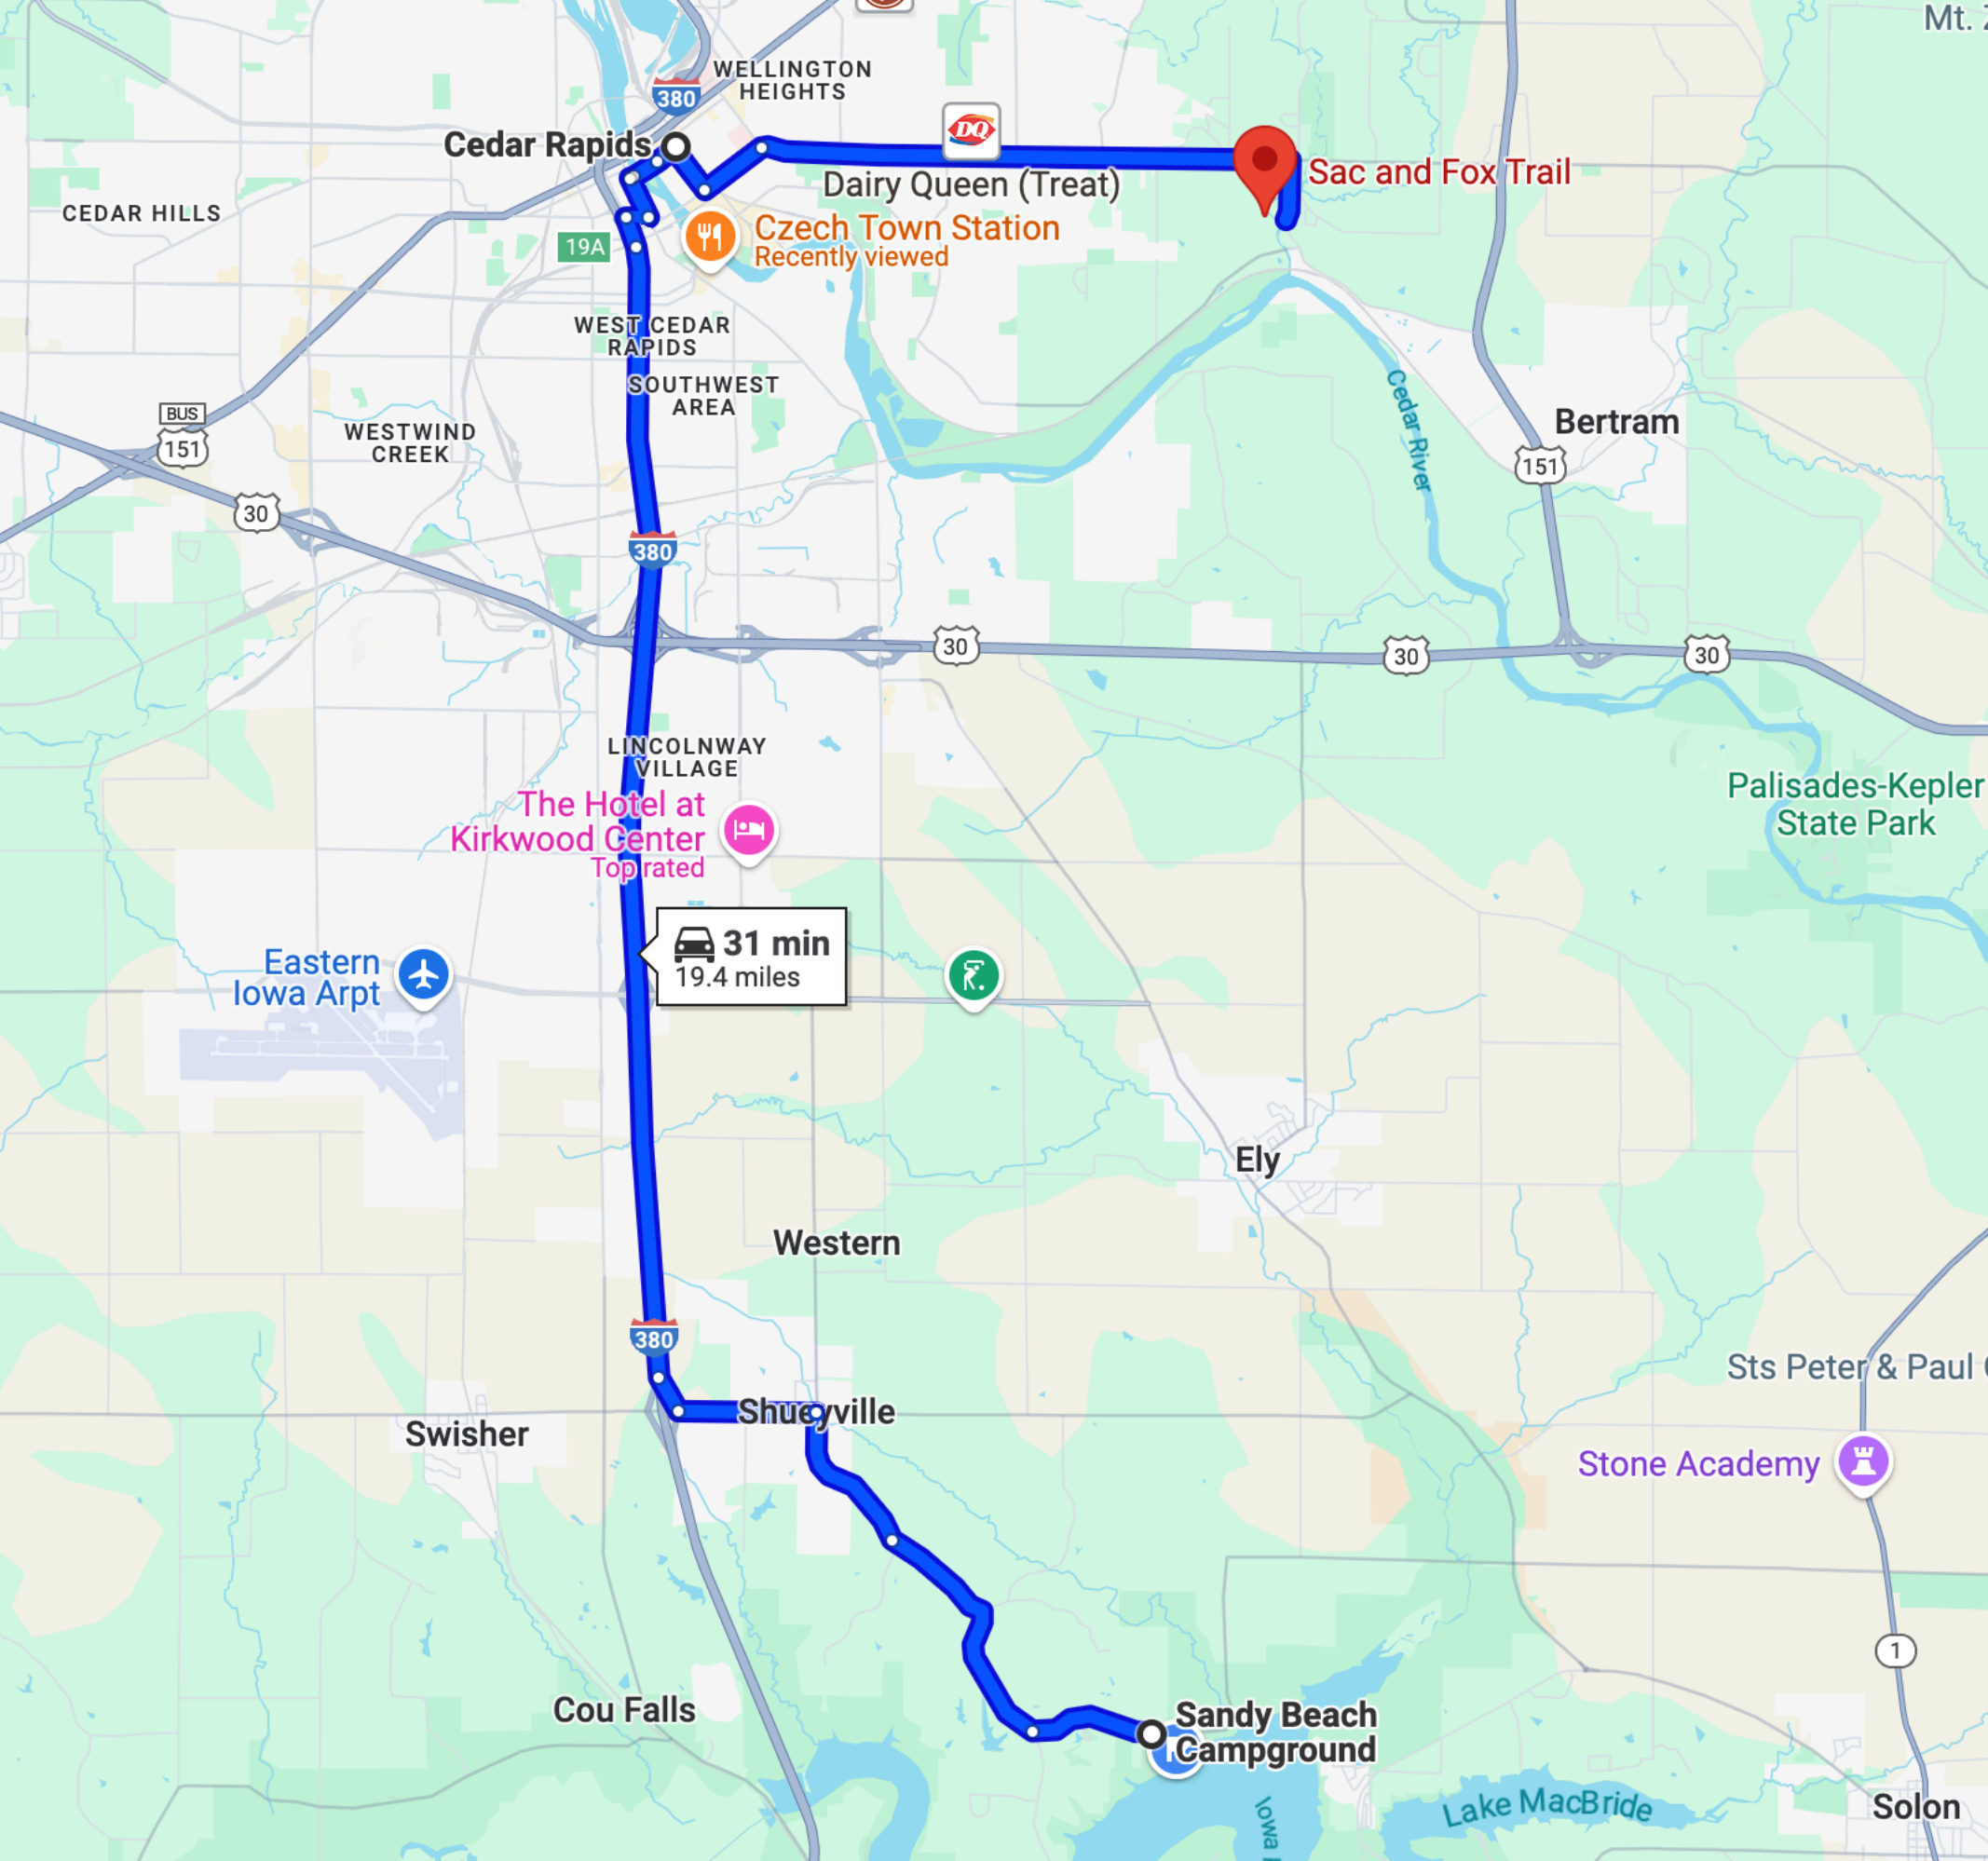 Mt.
WELLINGTON
HEIGHTS
380
Cedar Rapids
DQ
Dairy Queen (Treat)
Sac and Fox Trail
CEDAR HILLS
19A
Czech Town Station
Recently viewed
WEST CEDAR
RAPIDS
SOUTHWEST
AREA
BUS
151
WESTWIND
CREEK
Cedar River
Bertram
151
30
380
30
30
30
LINCOLNWAY
VILLAGE
The Hotel at
Kirkwood Center
Top rated
Palisades-Kepler
State Park
31 min
19.4 miles
Eastern
Iowa Arpt
Ely
Western
380
Sts Peter & Paul
Shueyville
Swisher
Stone Academy
1
Cou Falls
Sandy Beach
Campground
Iowa
Lake MacBride
Solon